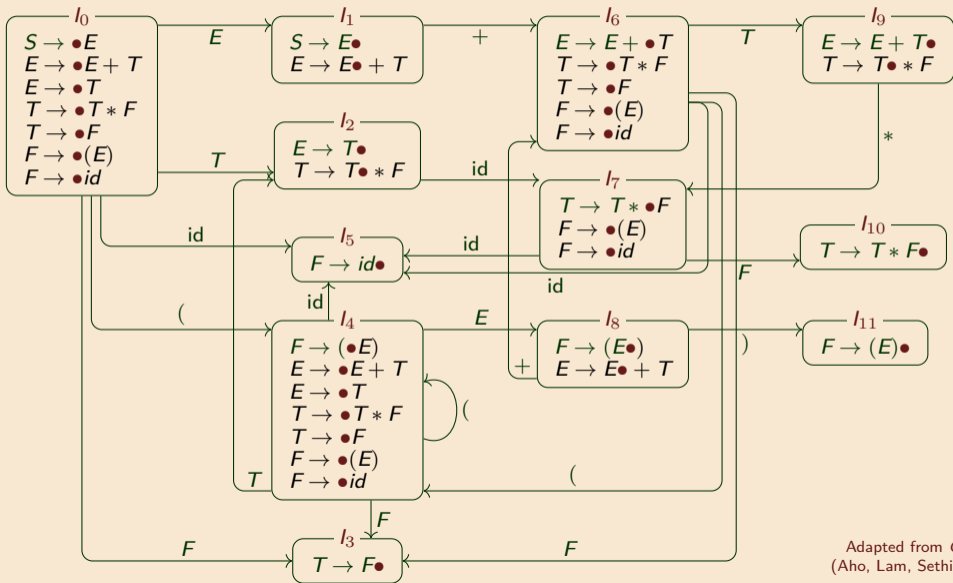 I0
S → •E
E → •E + T
E → •T
T → •T * F
T → •F
F → •(E)
F → •id
E
I1
S → E•
E → E• + T
+
I6
E → E + •T
T → •T * F
T → •F
F → •(E)
F → •id
T
I9
E → E + T•
T → T• * F
*
T
I2
E → T•
T → T• * F
id
I7
T → T * •F
F → •(E)
F → •id
id
I5
F → id•
id
id
id
F
I10
T → T * F•
(
I4
F → (•E)
E → •E + T
E → •T
T → •T * F
T → •F
F → •(E)
F → •id
(
E
I8
F → (E•)
E → E• + T
+
)
I11
F → (E)•
T
(
F
F
I3
T → F•
F
Adapted from
(Aho, Lam, Sethi